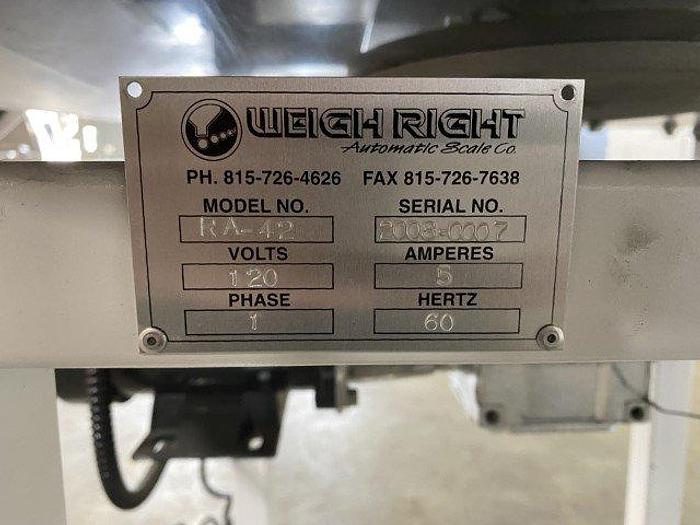 WEIGH RIGHT
Automatic Scale Co.
PH. 815-726-4626 FAX 815-726-7638
MODEL NO. SERIAL NO.
RA-42 2008-0007
VOLTS AMPERES
120 5
PHASE HERTZ
1 60